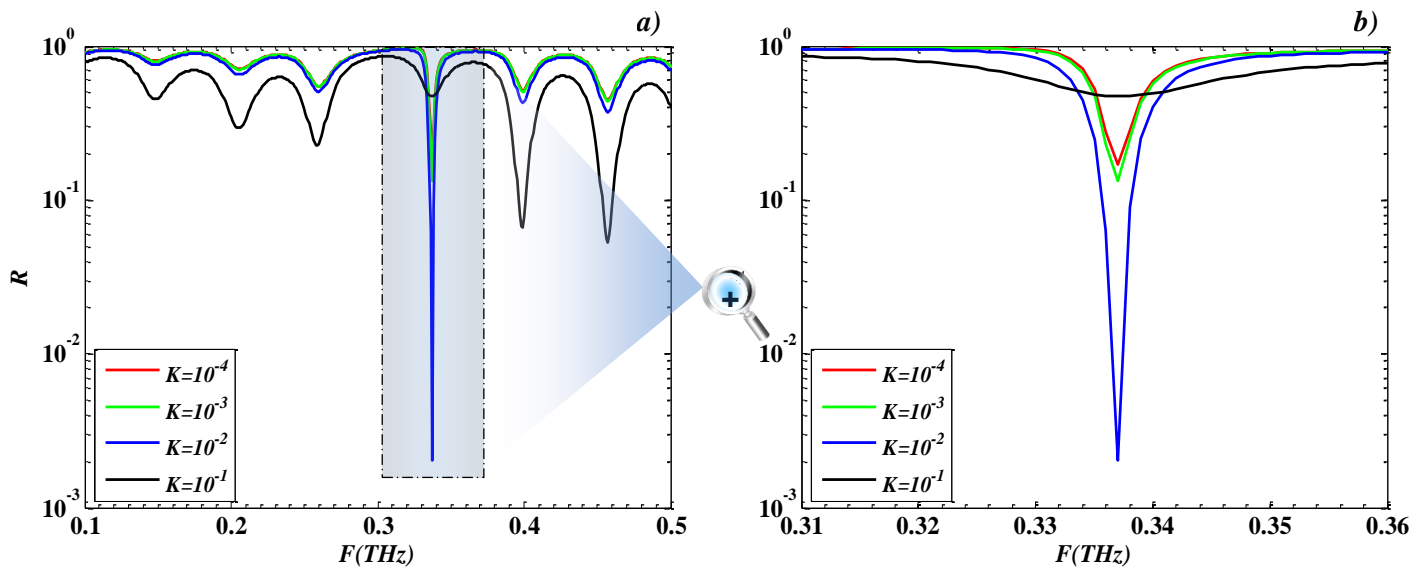 a)
b)
10^0
10^-1
10^-2
10^-3
R
K=10^-4
K=10^-3
K=10^-2
K=10^-1
0.1 0.2 0.3 0.4 0.5
F(THz)
10^0
10^-1
10^-2
10^-3
K=10^-4
K=10^-3
K=10^-2
K=10^-1
0.31 0.32 0.33 0.34 0.35 0.36
F(THz)